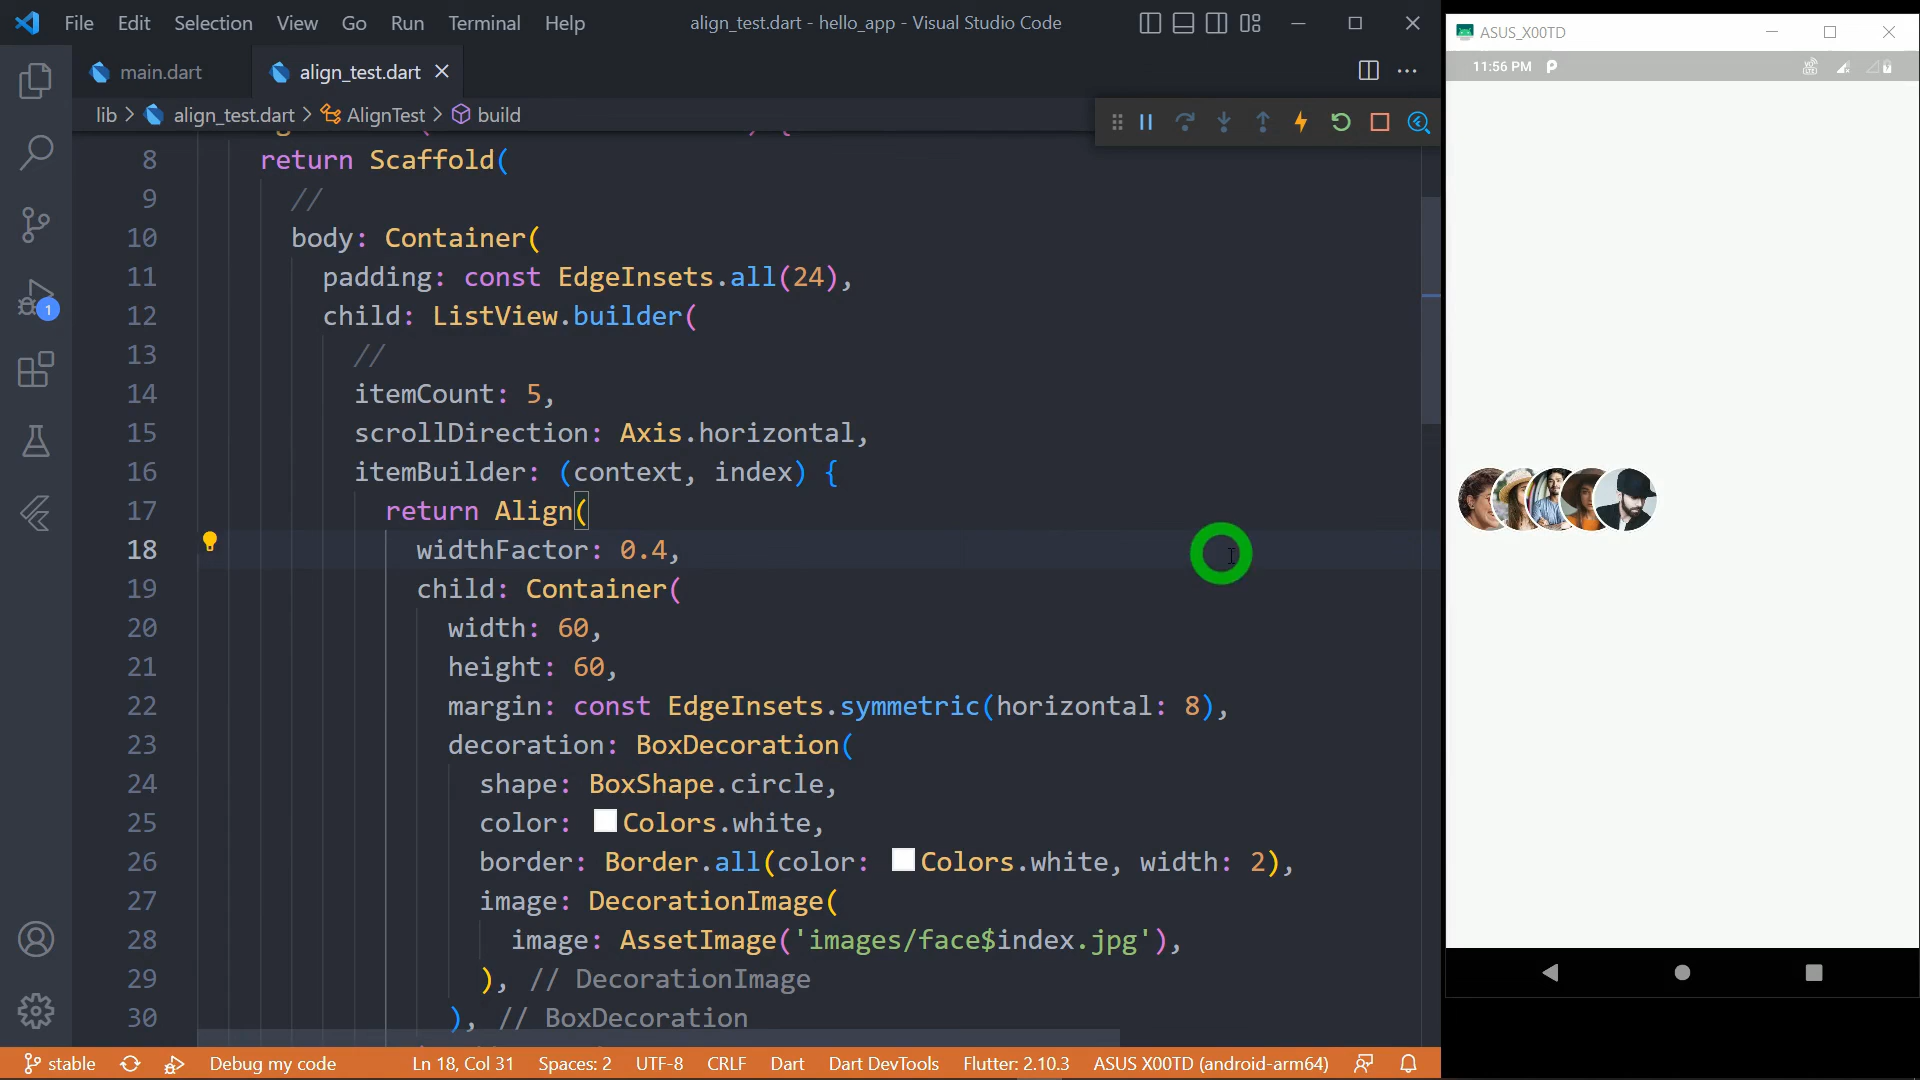 File Edit Selection View Go Run Terminal Help
align_test.dart - hello_app - Visual Studio Code
main.dart
align_test.dart
lib > align_test.dart > AlignTest > build
8 return Scaffold(
9 //
10 body: Container(
11 padding: const EdgeInsets.all(24),
12 child: ListView.builder(
13 //
14 itemCount: 5,
15 scrollDirection: Axis.horizontal,
16 itemBuilder: (context, index) {
17 return Align(
18 widthFactor: 0.4,
19 child: Container(
20 width: 60,
21 height: 60,
22 margin: const EdgeInsets.symmetric(horizontal: 8),
23 decoration: BoxDecoration(
24 shape: BoxShape.circle,
25 color: Colors.white,
26 border: Border.all(color: Colors.white, width: 2),
27 image: DecorationImage(
28 image: AssetImage('images/face$index.jpg'),
29 ), // DecorationImage
30 ), // BoxDecoration
1
stable Debug my code Ln 18, Col 31 Spaces: 2 UTF-8 CRLF Dart Dart DevTools Flutter: 2.10.3 ASUS X00TD (android-arm64)
ASUS_X00TD
11:56 PM